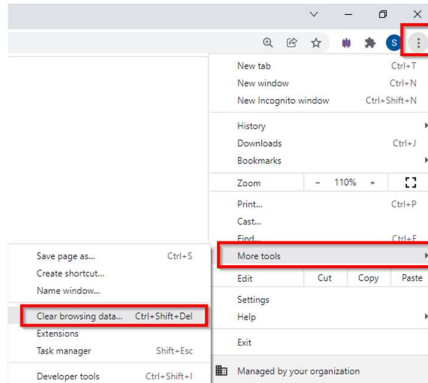 S
New tab Ctrl+T
New window Ctrl+N
New Incognito window Ctrl+Shift+N
History
Downloads Ctrl+J
Bookmarks
Zoom - 110% +
Print... Ctrl+P
Cast...
Find... Ctrl+F
More tools
Edit Cut Copy Paste
Settings
Help
Exit
Managed by your organization
Save page as... Ctrl+S
Create shortcut...
Name window...
Clear browsing data... Ctrl+Shift+Del
Extensions
Task manager Shift+Esc
Developer tools Ctrl+Shift+I